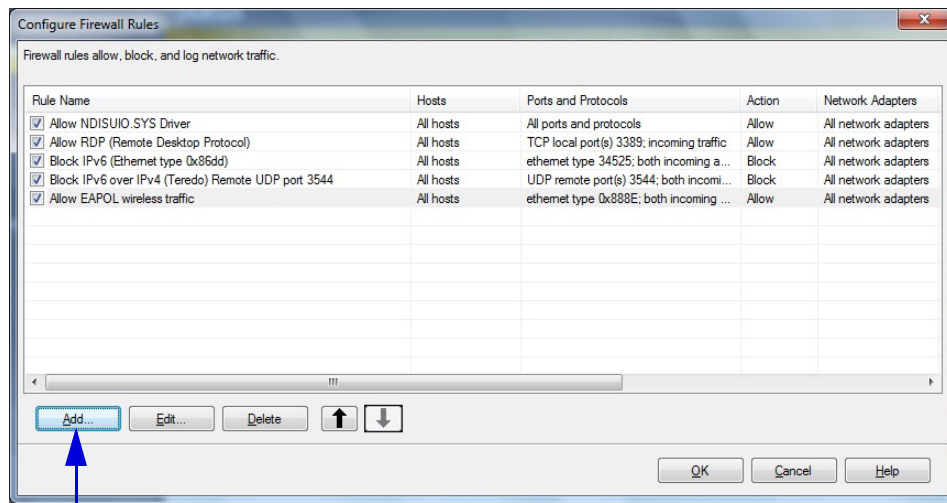 Configure Firewall Rules
Firewall rules allow, block, and log network traffic.
Rule Name Hosts Ports and Protocols Action Network Adapters
Allow NDISUIO.SYS Driver All hosts All ports and protocols Allow All network adapters
Allow RDP (Remote Desktop Protocol) All hosts TCP local port(s) 3389; incoming traffic Allow All network adapters
Block IPv6 (Ethernet type 0x86dd) All hosts ethernet type 34525; both incoming a... Block All network adapters
Block IPv6 over IPv4 (Teredo) Remote UDP port 3544 All hosts UDP remote port(s) 3544; both incomi... Block All network adapters
Allow EAPOL wireless traffic All hosts ethernet type 0x888E; both incoming ... Allow All network adapters
Add... Edit... Delete
OK Cancel Help